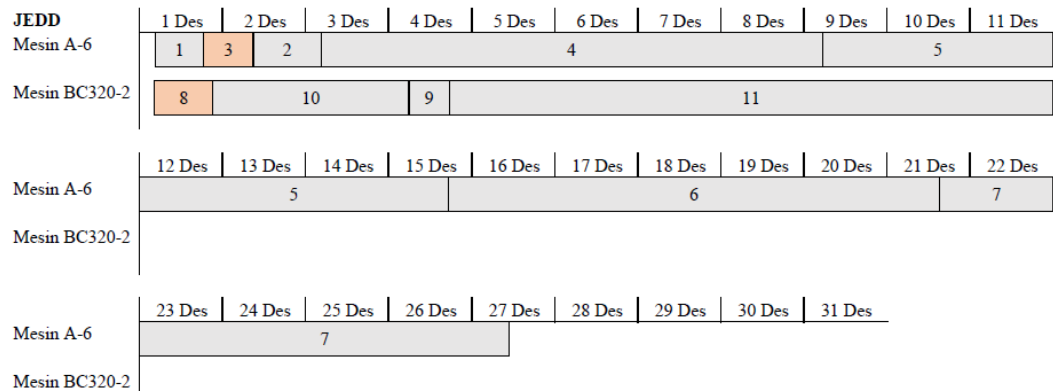 JEDD 1 Des 2 Des 3 Des 4 Des 5 Des 6 Des 7 Des 8 Des 9 Des 10 Des 11 Des
Mesin A-6 1 3 2 4 5
Mesin BC320-2 8 10 9 11
12 Des 13 Des 14 Des 15 Des 16 Des 17 Des 18 Des 19 Des 20 Des 21 Des 22 Des
Mesin A-6 5 6 7
Mesin BC320-2
23 Des 24 Des 25 Des 26 Des 27 Des 28 Des 29 Des 30 Des 31 Des
Mesin A-6 7
Mesin BC320-2